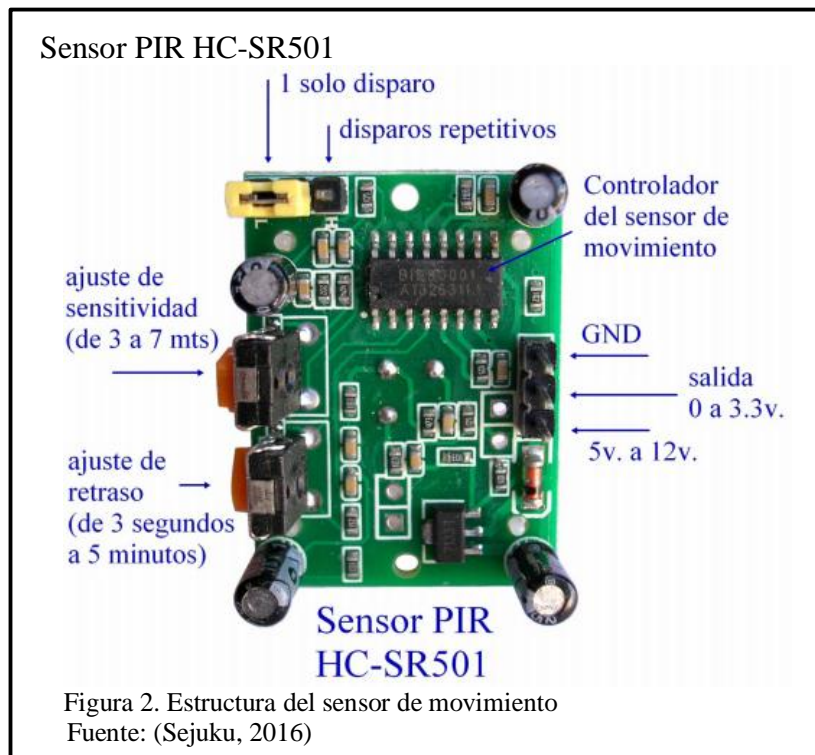 Sensor PIR HC-SR501
1 solo disparo
disparos repetitivos
Controlador
del sensor de
movimiento
ajuste de
sensitividad
(de 3 a 7 mts)
GND
salida
0 a 3.3v.
5v. a 12v.
ajuste de
retraso
(de 3 segundos
a 5 minutos)
L
H
Sensor PIR
HC-SR501
Figura 2. Estructura del sensor de movimiento
Fuente: (Sejuku, 2016)